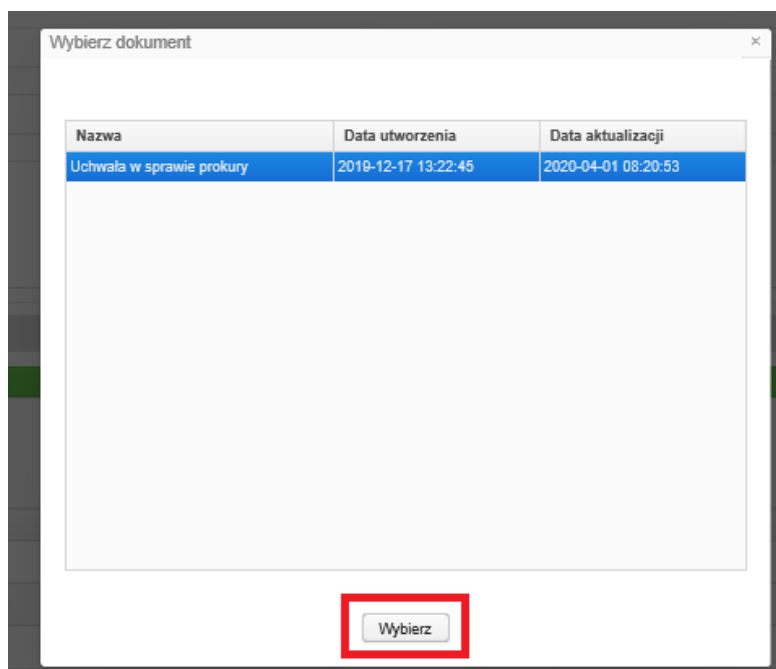 Wybierz dokument
Nazwa Data utworzenia Data aktualizacji
Uchwała w sprawie prokury 2019-12-17 13:22:45 2020-04-01 08:20:53
Wybierz